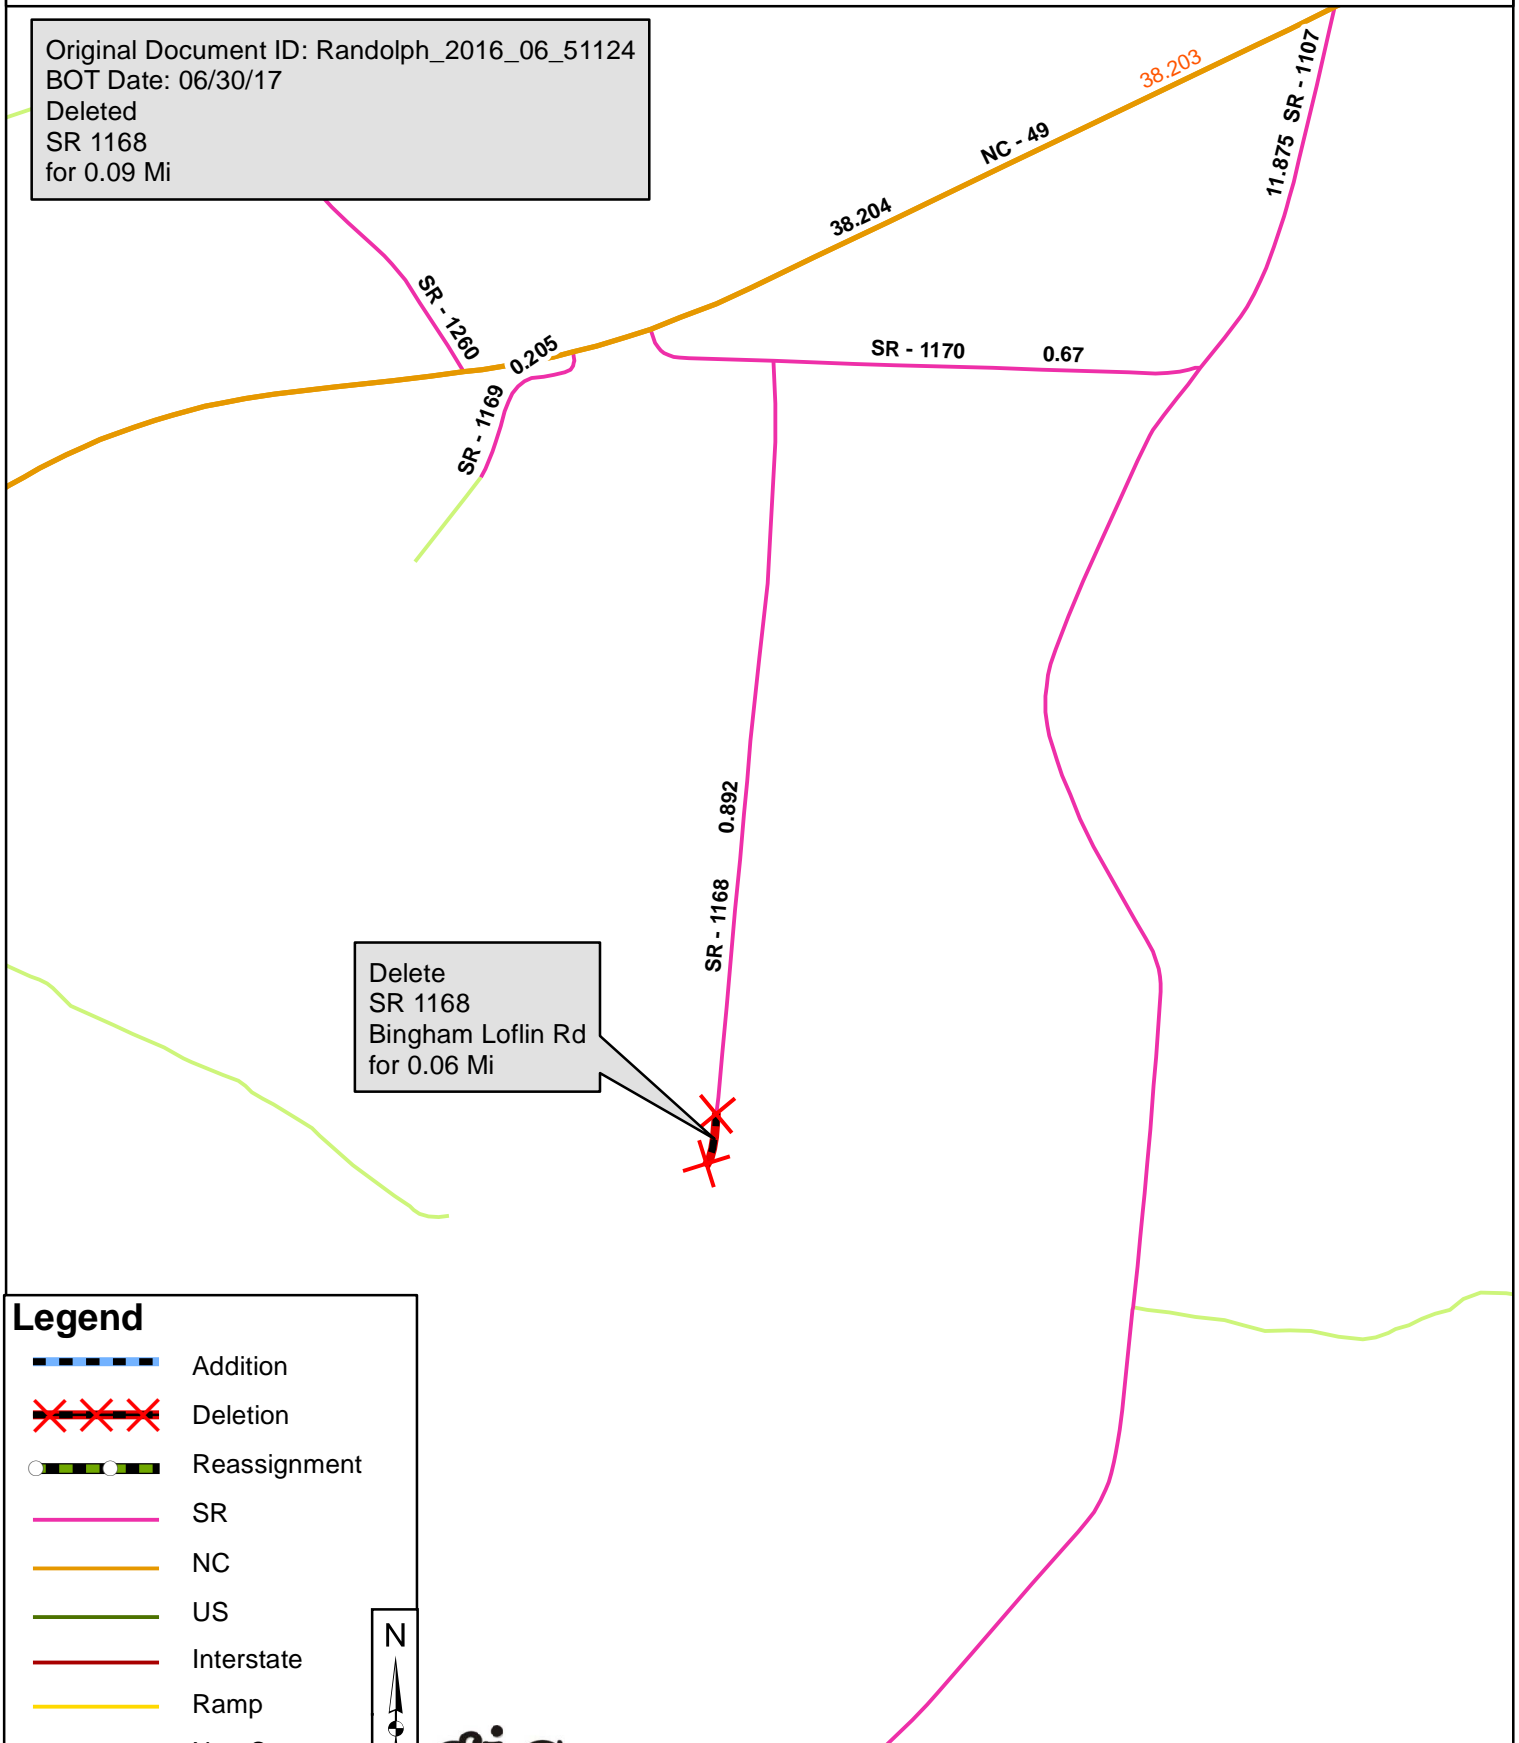 Original Document ID: Randolph_2016_06_51124
BOT Date: 06/30/17
Deleted
SR 1168
for 0.09 Mi
38.203
SR - 1107
11.875
NC - 49
38.204
SR - 1260
0.205
SR - 1169
SR - 1170
0.67
0.892
SR - 1168
Delete
SR 1168
Bingham Loflin Rd
for 0.06 Mi
Legend
Addition
Deletion
Reassignment
SR
NC
US
Interstate
Ramp
N